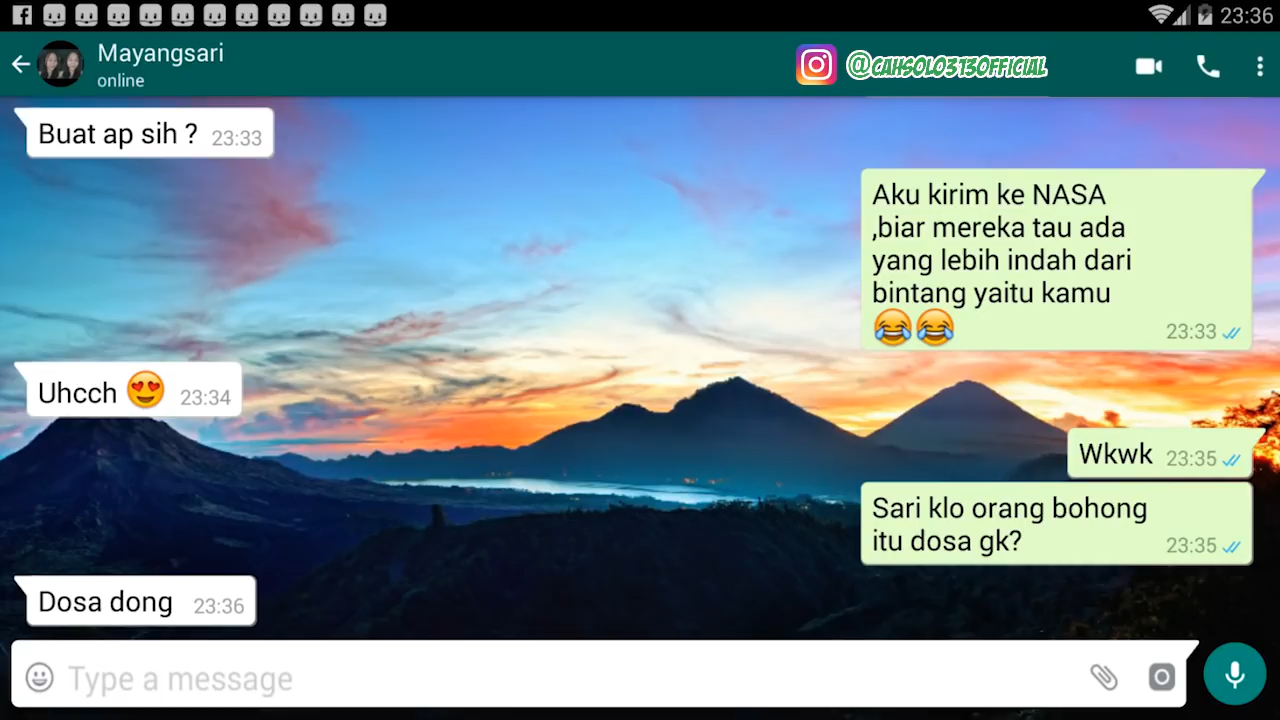 23:36
Mayangsari
online
@CAHSOLO313OFFICIAL
Buat ap sih ? 23:33
Aku kirim ke NASA
,biar mereka tau ada
yang lebih indah dari
bintang yaitu kamu
😂😂 23:33
Uhcch 😍 23:34
Wkwk 23:35
Sari klo orang bohong
itu dosa gk? 23:35
Dosa dong 23:36
Type a message